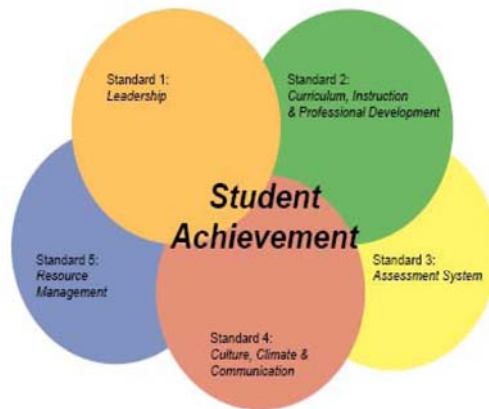 Standard 1:
Leadership
Standard 2:
Curriculum, Instruction
& Professional Development
Student
Achievement
Standard 5:
Resource
Management
Standard 3:
Assessment System
Standard 4:
Culture, Climate &
Communication